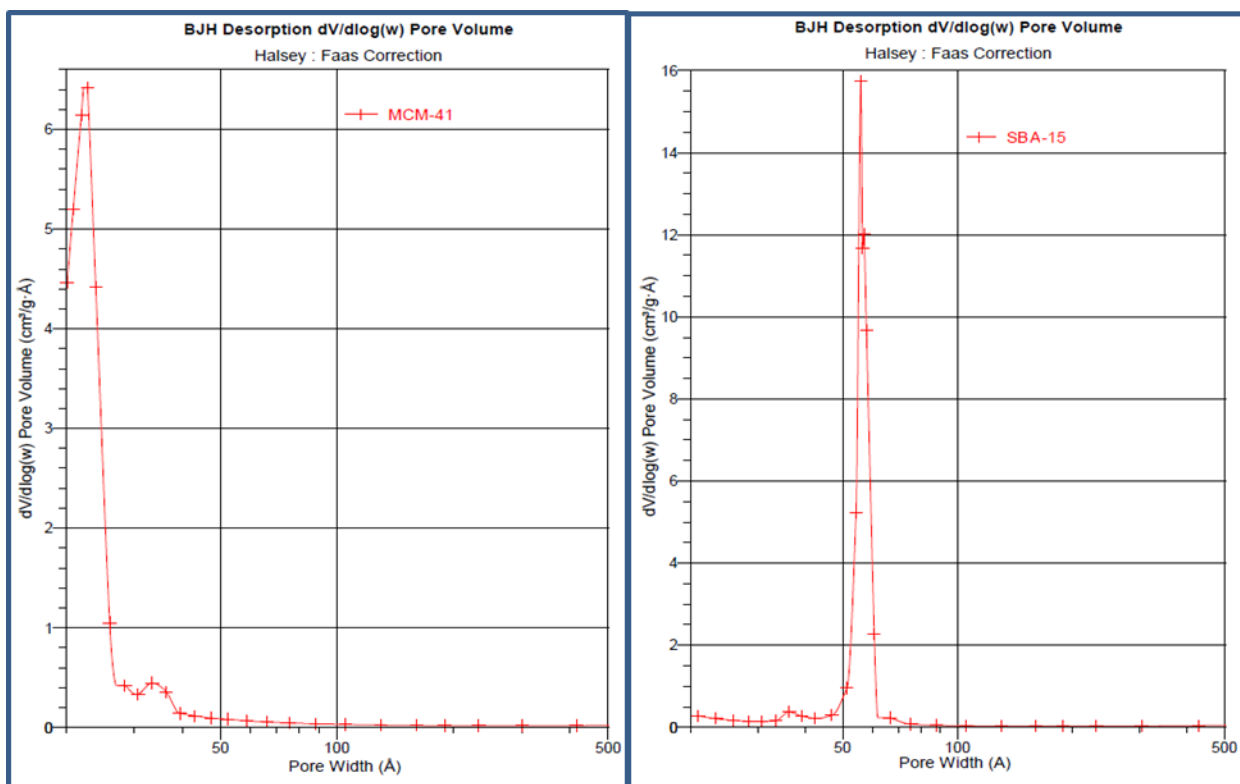 BJH Desorption dV/dlog(w) Pore Volume
Halsey : Faas Correction
MCM-41
6
5
4
3
2
1
0
dV/dlog(w) Pore Volume (cm³/g·Å)
50
100
500
Pore Width (Å)
BJH Desorption dV/dlog(w) Pore Volume
Halsey : Faas Correction
SBA-15
16
14
12
10
8
6
4
2
0
dV/dlog(w) Pore Volume (cm³/g·Å)
50
100
500
Pore Width (A)